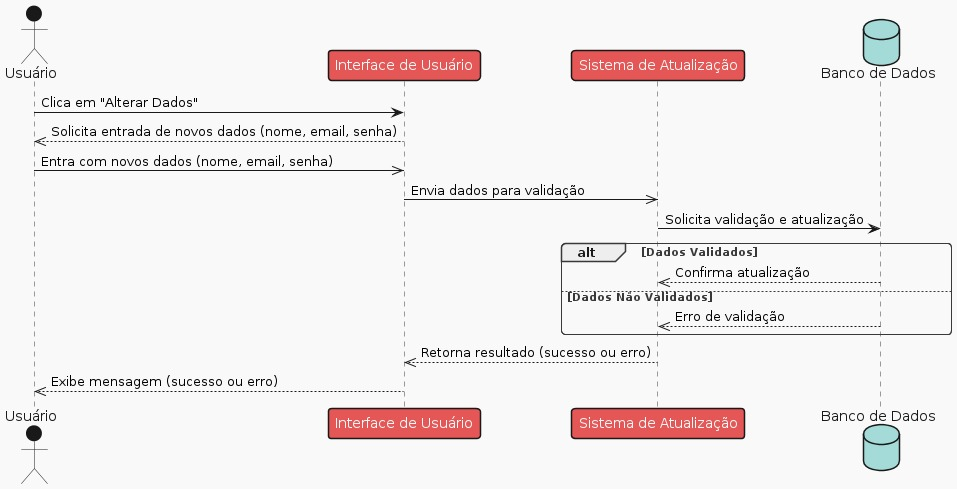 Usuário
Interface de Usuário
Sistema de Atualização
Banco de Dados
Clica em "Alterar Dados"
Solicita entrada de novos dados (nome, email, senha)
Entra com novos dados (nome, email, senha)
Envia dados para validação
Solicita validação e atualização
alt [Dados Validados]
Confirma atualização
[Dados Não Validados]
Erro de validação
Retorna resultado (sucesso ou erro)
Exibe mensagem (sucesso ou erro)
Usuário
Interface de Usuário
Sistema de Atualização
Banco de Dados